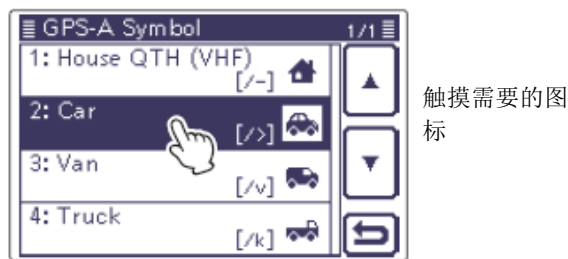 GPS-A Symbol
1/1
1: House QTH (VHF)
[/-]
2: Car
[/>]
3: Van
[/v]
4: Truck
[/k]
触摸需要的图
标